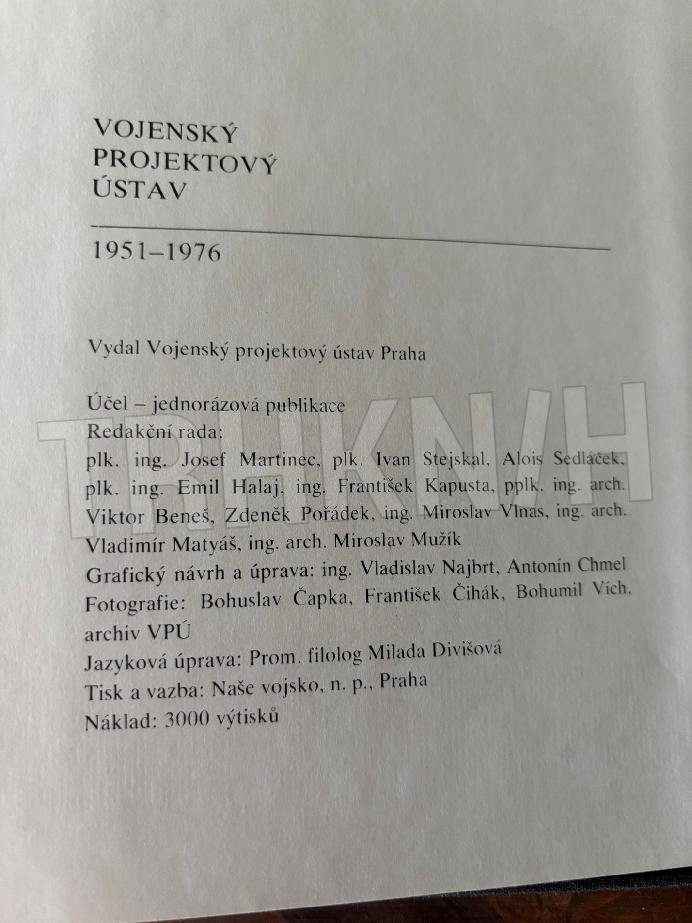 VOJENSKÝ
PROJEKTOVÝ
ÚSTAV
1951–1976
Vydal Vojenský projektový ústav Praha
Účel – jednorázová publikace
Redakční rada:
plk. ing. Josef Martinec, plk. Ivan Stejskal, Alois Sedláček,
plk. ing. Emil Halaj, ing. František Kapusta, pplk. ing. arch.
Viktor Beneš, Zdeněk Pořádek, ing. Miroslav Vlnas, ing. arch.
Vladimír Matyáš, ing. arch. Miroslav Mužík
Grafický návrh a úprava: ing. Vladislav Najbrt, Antonín Chmel
Fotografie: Bohuslav Čapka, František Čihák, Bohumil Vích,
archiv VPÚ
Jazyková úprava: Prom. filolog Milada Divišová
Tisk a vazba: Naše vojsko, n. p., Praha
Náklad: 3000 výtisků